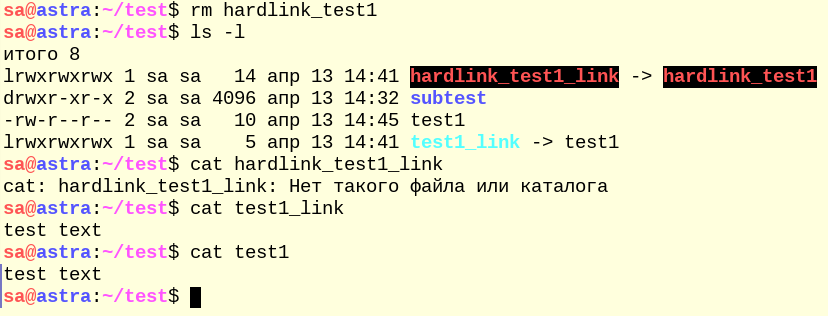 sa@astra:~/test$ rm hardlink_test1
sa@astra:~/test$ ls -l
итого 8
lrwxrwxrwx 1 sa sa   14 апр 13 14:41 hardlink_test1_link -> hardlink_test1
drwxr-xr-x 2 sa sa 4096 апр 13 14:32 subtest
-rw-r--r-- 2 sa sa   10 апр 13 14:45 test1
lrwxrwxrwx 1 sa sa    5 апр 13 14:41 test1_link -> test1
sa@astra:~/test$ cat hardlink_test1_link
cat: hardlink_test1_link: Нет такого файла или каталога
sa@astra:~/test$ cat test1_link
test text
sa@astra:~/test$ cat test1
test text
sa@astra:~/test$